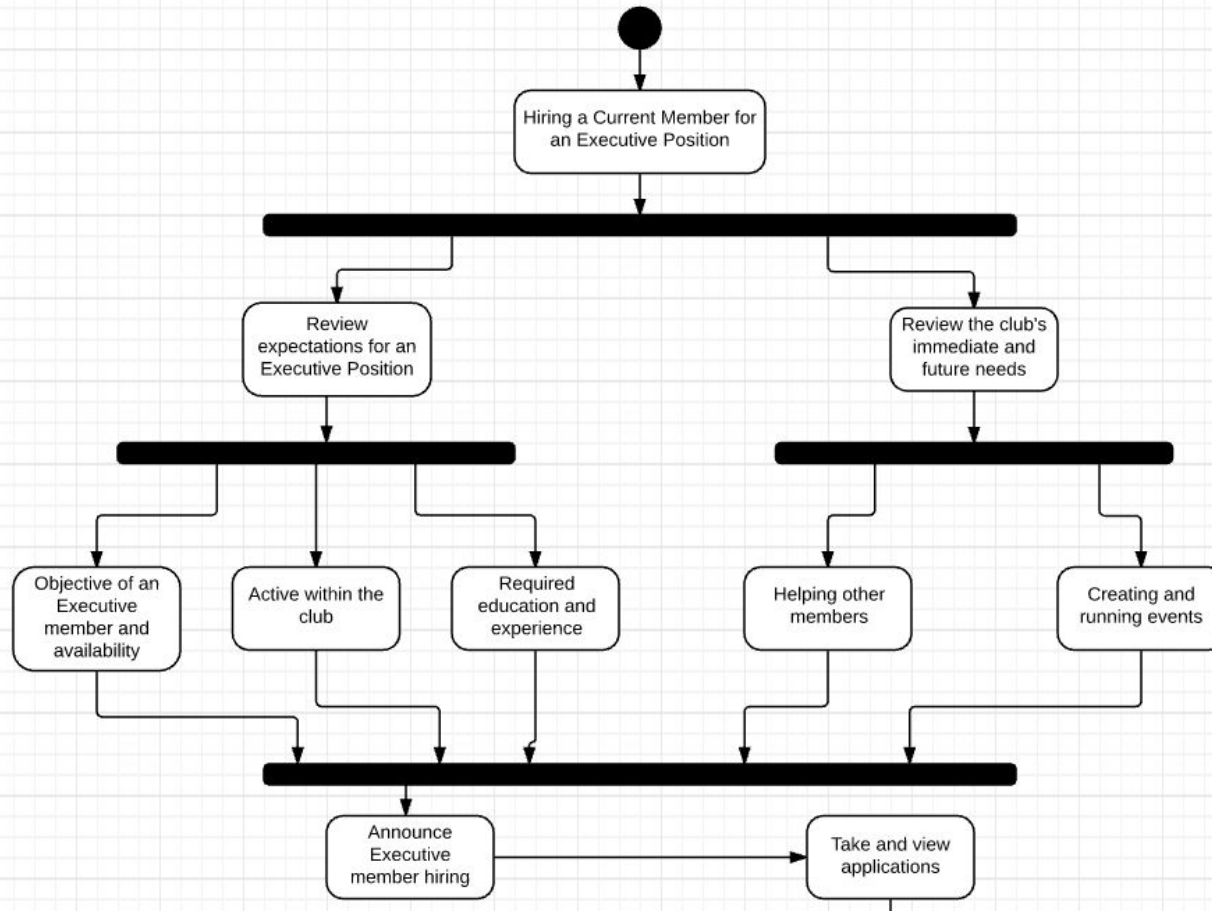 Hiring a Current Member for
an Executive Position
Review
expectations for an
Executive Position
Review the club's
immediate and
future needs
Objective of an
Executive
member and
availability
Active within the
club
Required
education and
experience
Helping other
members
Creating and
running events
Announce
Executive
member hiring
Take and view
applications